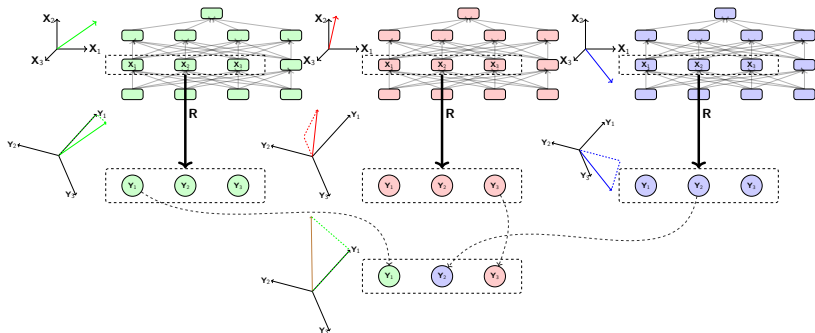 X₂ X₁ X₃
X₁ X₂ X₃
X₂ X₁ X₃
X₁ X₂ X₃
X₂ X₁ X₃
X₁ X₂ X₃
R R R
Y₁ Y₂ Y₃
Y₁ Y₂ Y₃
Y₁ Y₂ Y₃
Y₁ Y₂ Y₃
Y₁ Y₂ Y₃
Y₁ Y₂ Y₃
Y₁ Y₂ Y₃
Y₁ Y₂ Y₃